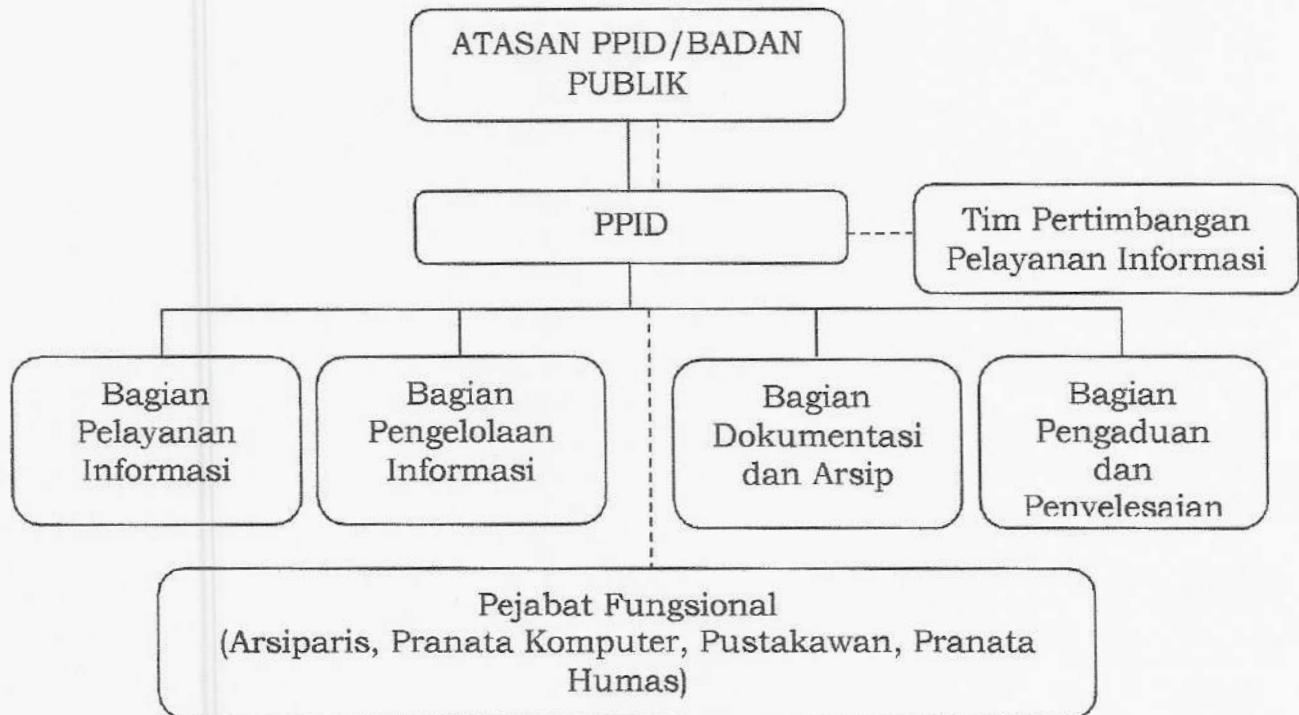 ATASAN PPID/BADAN
PUBLIK
PPID
Tim Pertimbangan
Pelayanan Informasi
Bagian
Pelayanan
Informasi
Bagian
Pengelolaan
Informasi
Bagian
Dokumentasi
dan Arsip
Bagian
Pengaduan
dan
Penyelesaian
Pejabat Fungsional
(Arsiparis, Pranata Komputer, Pustakawan, Pranata
Humas)